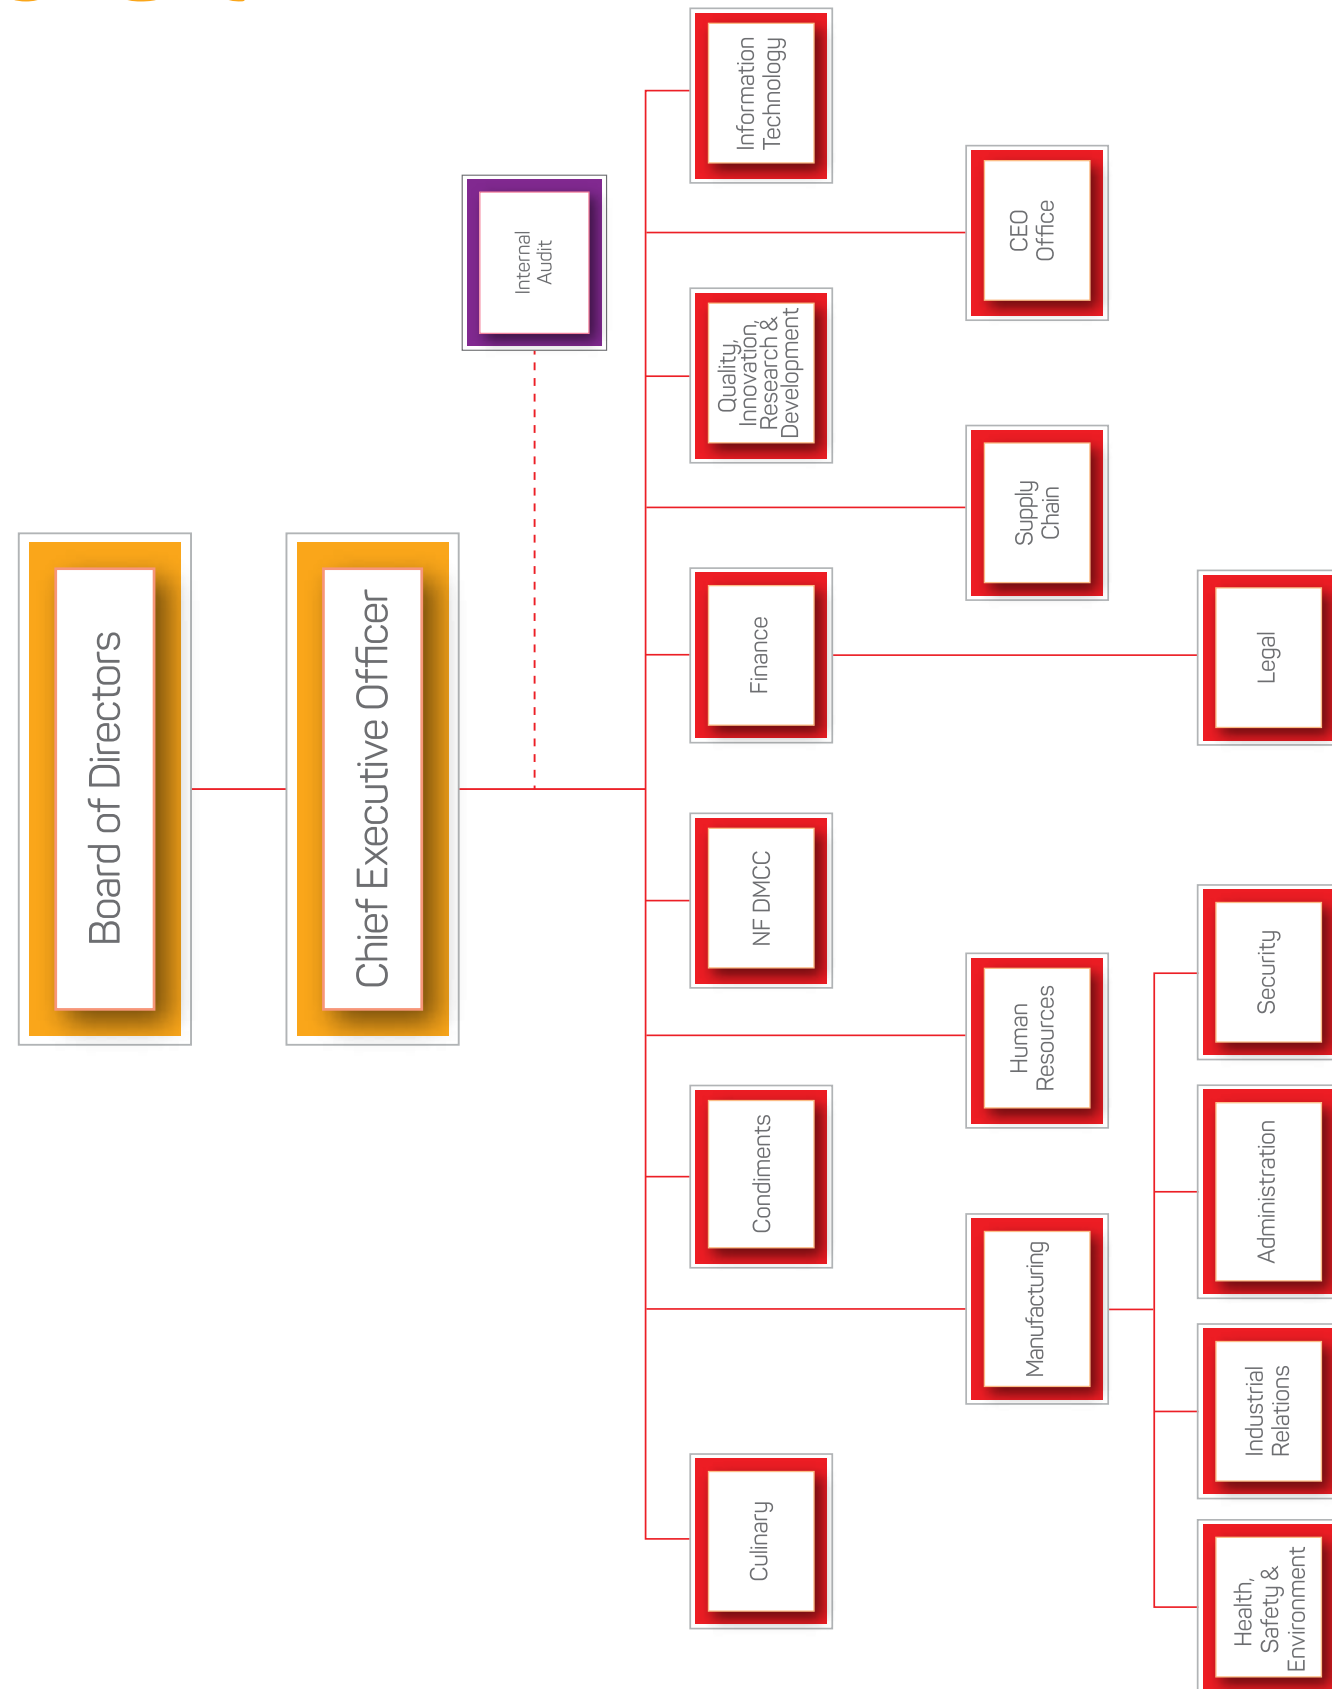 Board of Directors
Chief Executive Officer
Internal
Audit
Culinary
Condiments
NF DMCC
Finance
Quality,
Innovation,
Research &
Development
Information
Technology
Manufacturing
Human
Resources
Supply
Chain
CEO
Office
Health,
Safety &
Environment
Industrial
Relations
Administration
Security
Legal